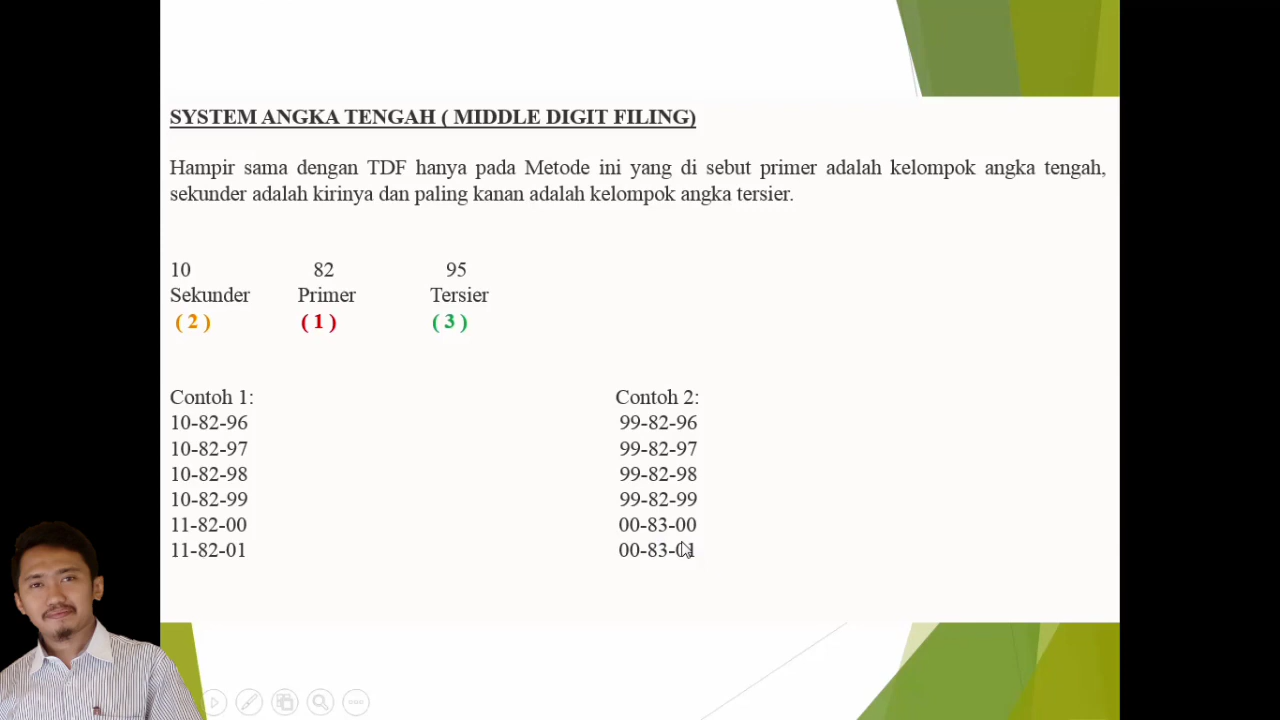 SYSTEM ANGKA TENGAH ( MIDDLE DIGIT FILING)
Hampir sama dengan TDF hanya pada Metode ini yang di sebut primer adalah kelompok angka tengah,
sekunder adalah kirinya dan paling kanan adalah kelompok angka tersier.
10 82 95
Sekunder Primer Tersier
( 2 ) ( 1 ) ( 3 )
Contoh 1:
10-82-96
10-82-97
10-82-98
10-82-99
11-82-00
11-82-01
Contoh 2:
99-82-96
99-82-97
99-82-98
99-82-99
00-83-00
00-83-01